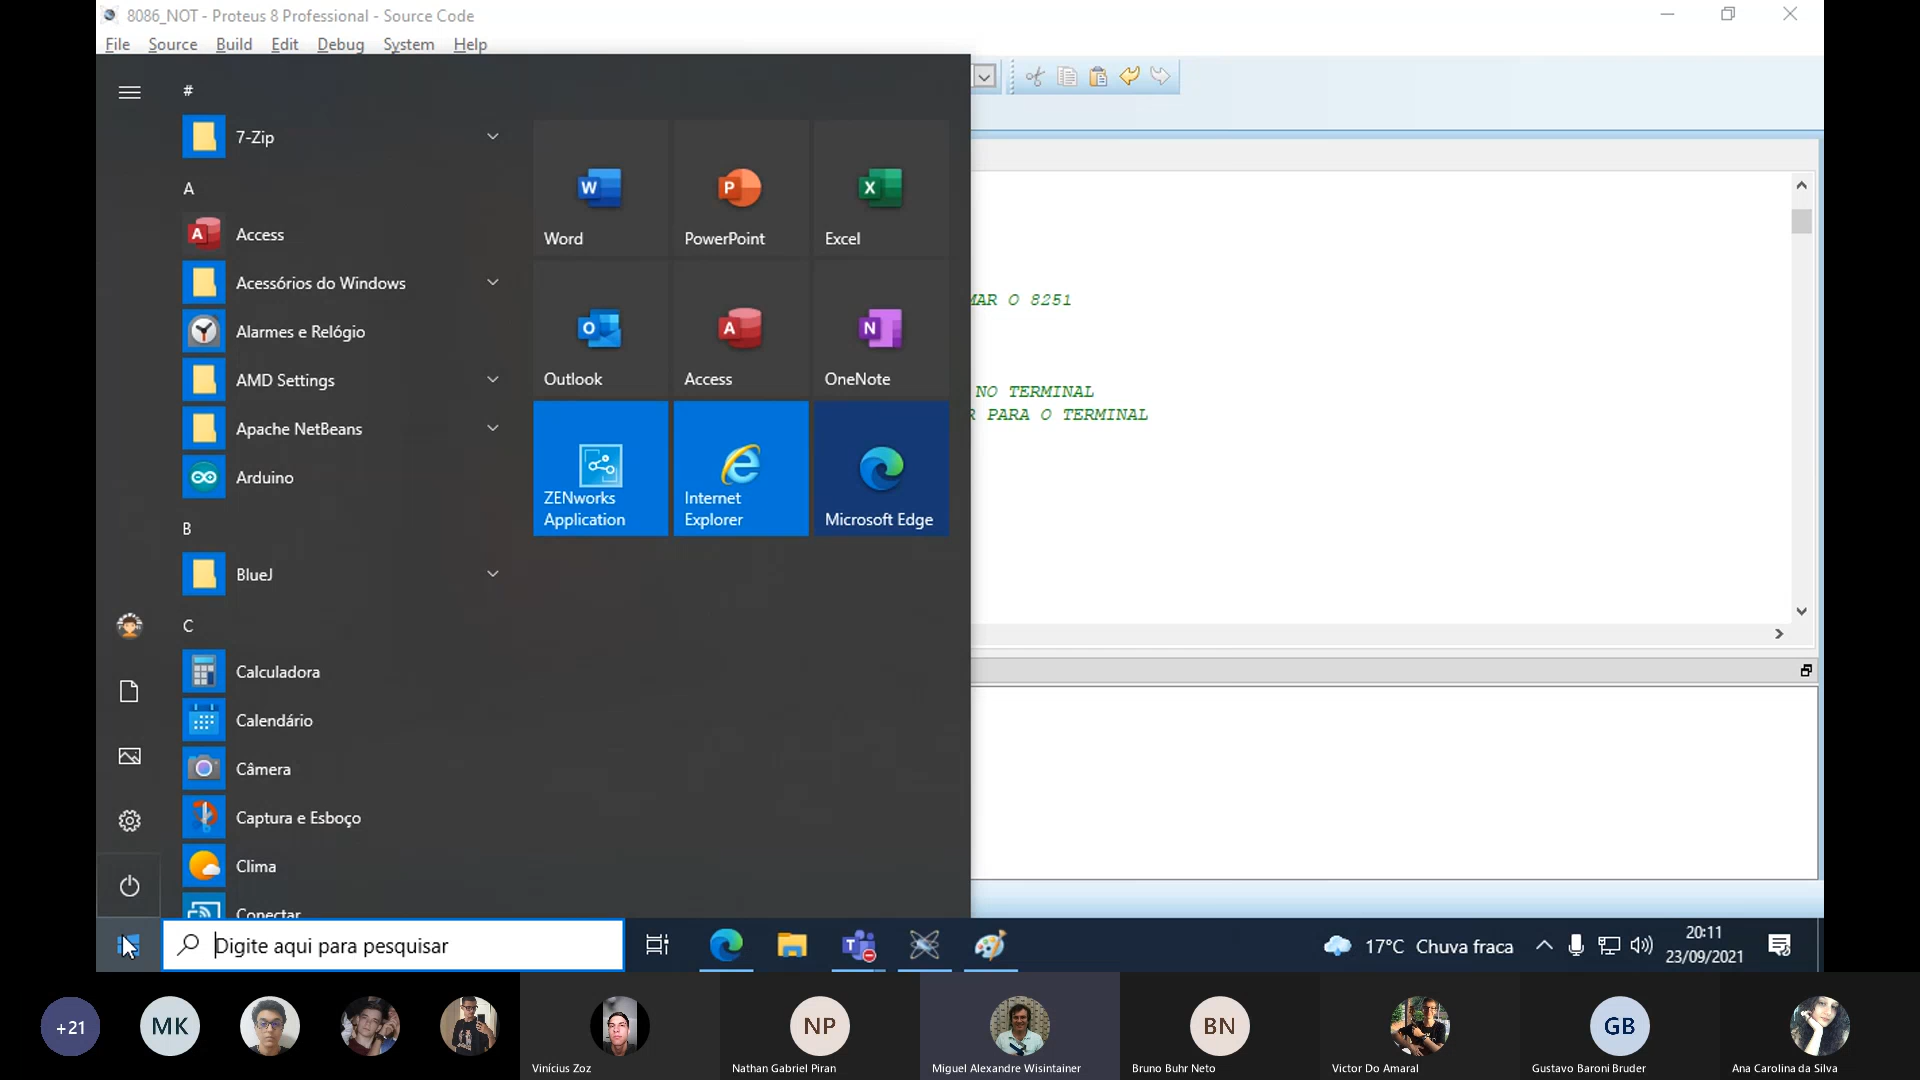 8086_NOT - Proteus 8 Professional - Source Code
File Source Build Edit Debug System Help
#
7-Zip
A
Access
Acessórios do Windows
Alarmes e Relógio
AMD Settings
Apache NetBeans
Arduino
B
BlueJ
C
Calculadora
Calendário
Câmera
Captura e Esboço
Clima
Conectar
Word
PowerPoint
Excel
Outlook
Access
OneNote
ZENworks
Application
Internet
Explorer
Microsoft Edge
MAR O 8251
NO TERMINAL
R PARA O TERMINAL
Digite aqui para pesquisar
17°C Chuva fraca
20:11
23/09/2021
+21
MK
NP
BN
GB
Vinícius Zoz
Nathan Gabriel Piran
Miguel Alexandre Wisintainer
Bruno Buhr Neto
Victor Do Amaral
Gustavo Baroni Bruder
Ana Carolina da Silva